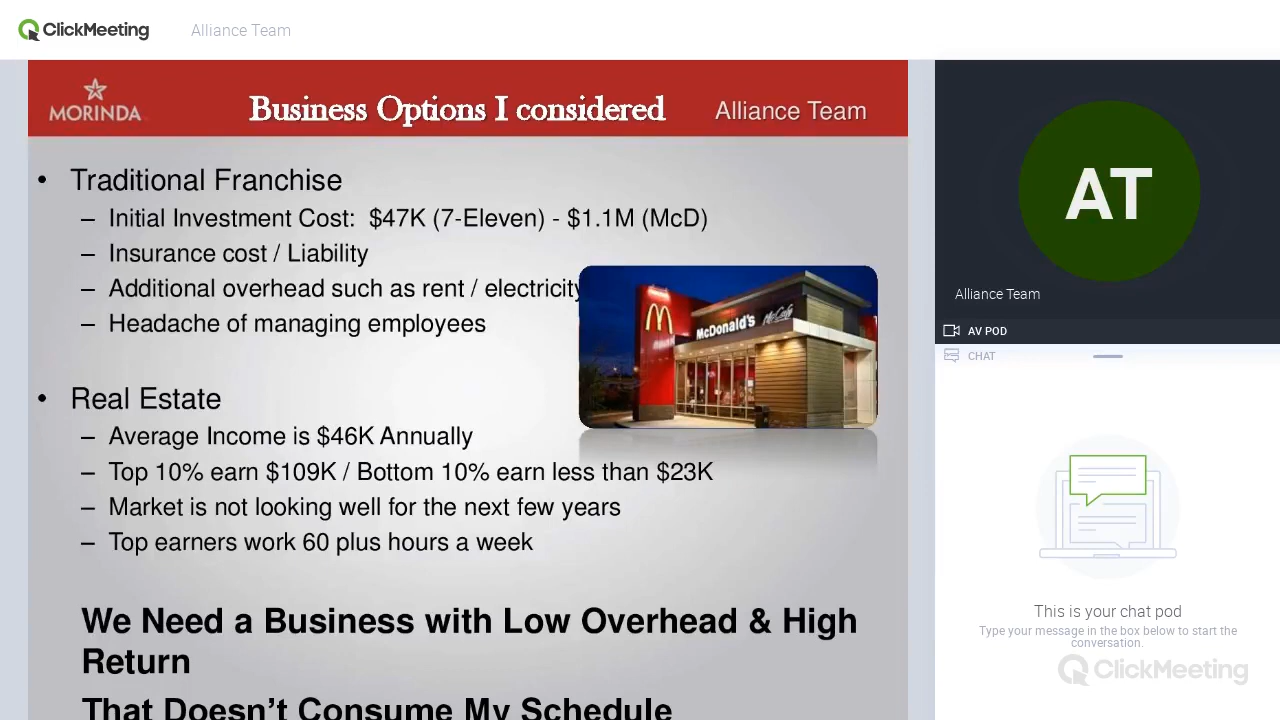 ClickMeeting
Alliance Team
MORINDA
Business Options I considered
Alliance Team
• Traditional Franchise
– Initial Investment Cost: $47K (7-Eleven) - $1.1M (McD)
– Insurance cost / Liability
– Additional overhead such as rent / electricity
– Headache of managing employees
McDonald's McCafe
• Real Estate
– Average Income is $46K Annually
– Top 10% earn $109K / Bottom 10% earn less than $23K
– Market is not looking well for the next few years
– Top earners work 60 plus hours a week
We Need a Business with Low Overhead & High
Return
That Doesn't Consume My Schedule
AT
Alliance Team
AV POD
CHAT
This is your chat pod
Type your message in the box below to start the
conversation.
ClickMeeting